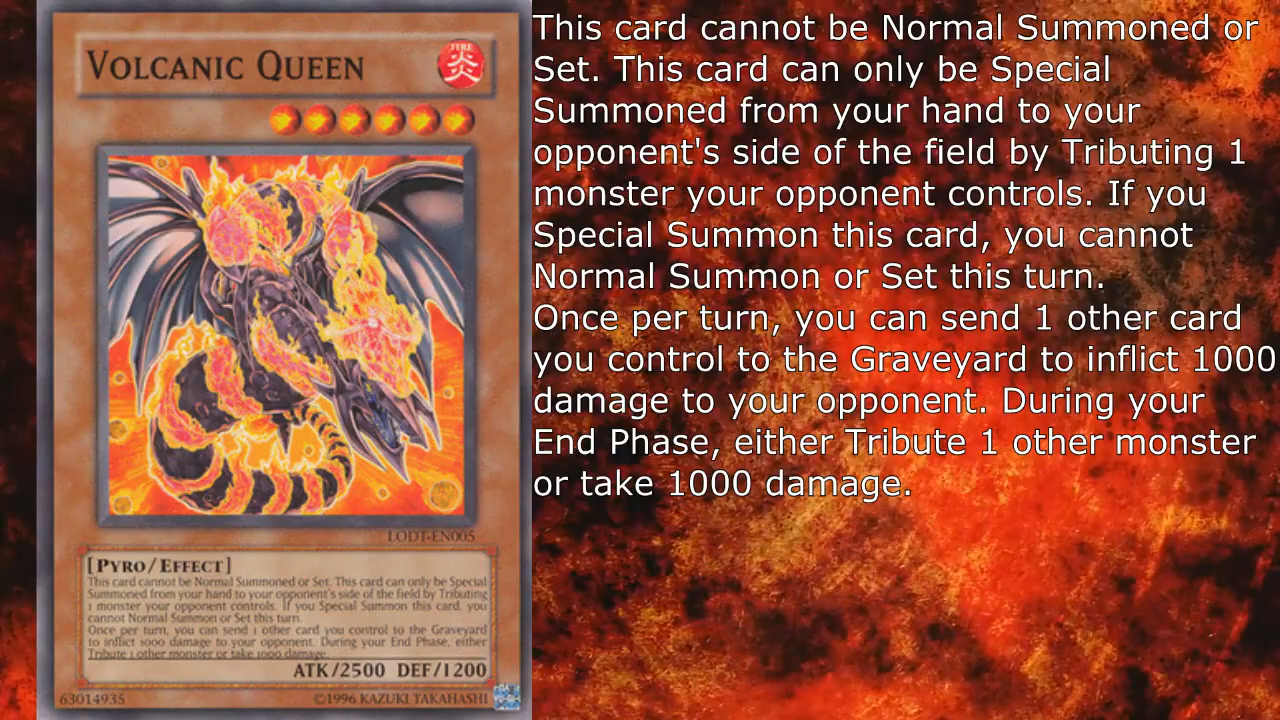 VOLCANIC QUEEN
FIRE
炎
LODT-EN005
[PYRO/EFFECT]
This card cannot be Normal Summoned or Set. This card can only be Special
Summoned from your hand to your opponent's side of the field by Tributing
1 monster your opponent controls. If you Special Summon this card, you
cannot Normal Summon or Set this turn.
Once per turn, you can send 1 other card you control to the Graveyard
to inflict 1000 damage to your opponent. During your End Phase, either
Tribute 1 other monster or take 1000 damage.
ATK/2500 DEF/1200
63014935 ©1996 KAZUKI TAKAHASHI
This card cannot be Normal Summoned or
Set. This card can only be Special
Summoned from your hand to your
opponent's side of the field by Tributing 1
monster your opponent controls. If you
Special Summon this card, you cannot
Normal Summon or Set this turn.
Once per turn, you can send 1 other card
you control to the Graveyard to inflict 1000
damage to your opponent. During your
End Phase, either Tribute 1 other monster
or take 1000 damage.